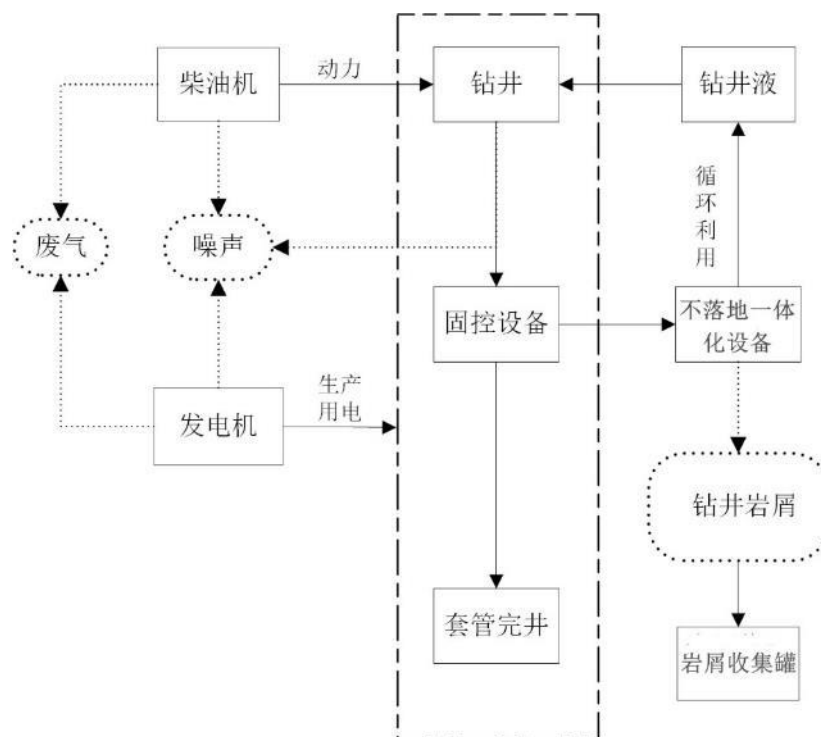 柴油机
动力
钻井
钻井液
循
环
利
用
废气
噪声
固控设备
不落地一体
化设备
生产
用电
发电机
钻井岩屑
套管完井
岩屑收集罐